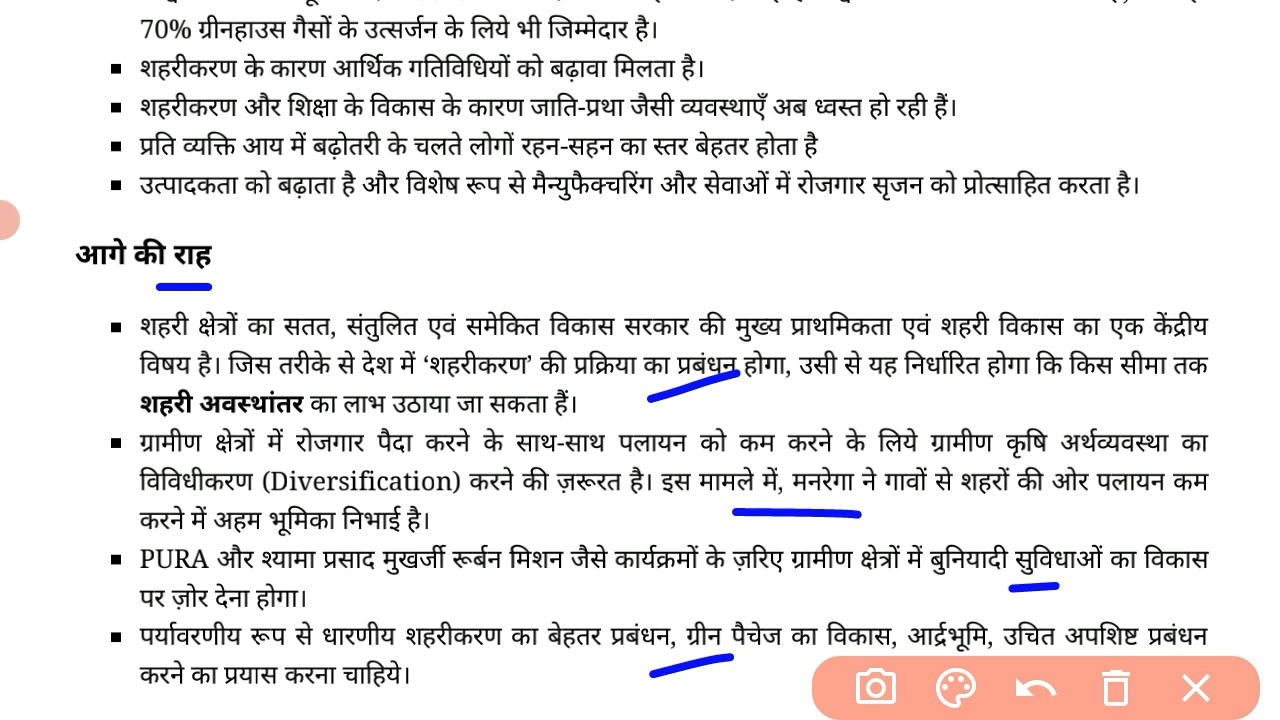 70% ग्रीनहाउस गैसों के उत्सर्जन के लिये भी जिम्मेदार है।
▪ शहरीकरण के कारण आर्थिक गतिविधियों को बढ़ावा मिलता है।
▪ शहरीकरण और शिक्षा के विकास के कारण जाति-प्रथा जैसी व्यवस्थाएँ अब ध्वस्त हो रही हैं।
▪ प्रति व्यक्ति आय में बढ़ोतरी के चलते लोगों रहन-सहन का स्तर बेहतर होता है
▪ उत्पादकता को बढ़ाता है और विशेष रूप से मैन्युफैक्चरिंग और सेवाओं में रोजगार सृजन को प्रोत्साहित करता है।
आगे की राह
▪ शहरी क्षेत्रों का सतत, संतुलित एवं समेकित विकास सरकार की मुख्य प्राथमिकता एवं शहरी विकास का एक केंद्रीय
विषय है। जिस तरीके से देश में ‘शहरीकरण’ की प्रक्रिया का प्रबंधन होगा, उसी से यह निर्धारित होगा कि किस सीमा तक
शहरी अवस्थांतर का लाभ उठाया जा सकता हैं।
▪ ग्रामीण क्षेत्रों में रोजगार पैदा करने के साथ-साथ पलायन को कम करने के लिये ग्रामीण कृषि अर्थव्यवस्था का
विविधीकरण (Diversification) करने की ज़रूरत है। इस मामले में, मनरेगा ने गावों से शहरों की ओर पलायन कम
करने में अहम भूमिका निभाई है।
▪ PURA और श्यामा प्रसाद मुखर्जी रूर्बन मिशन जैसे कार्यक्रमों के ज़रिए ग्रामीण क्षेत्रों में बुनियादी सुविधाओं का विकास
पर ज़ोर देना होगा।
▪ पर्यावरणीय रूप से धारणीय शहरीकरण का बेहतर प्रबंधन, ग्रीन पैचेज का विकास, आर्द्रभूमि, उचित अपशिष्ट प्रबंधन
करने का प्रयास करना चाहिये।